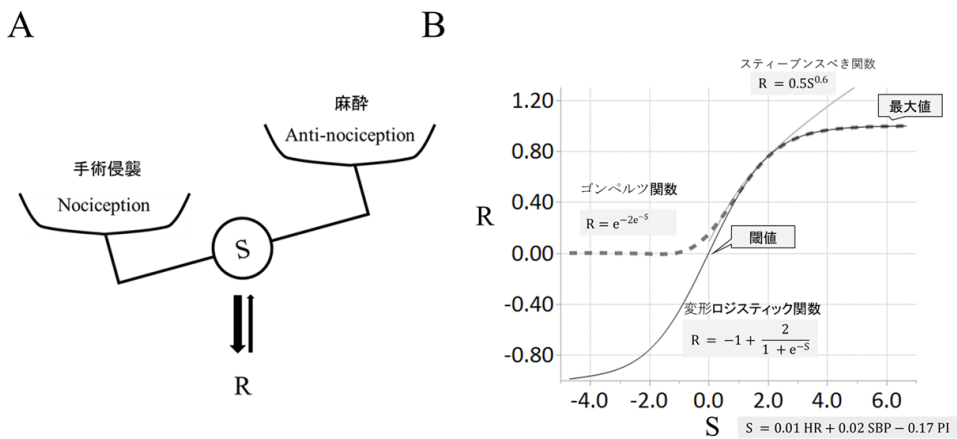 A
麻酔
Anti-nociception
手術侵襲
Nociception
S
R
B
スティーブンスべき関数
R = 0.5S^0.6
1.20
最大値
0.80
ゴンペルツ関数
0.40
R
R = e^−2e^−S
閾値
0.00
-0.40
変形ロジスティック関数
R = −1 + 2/(1 + e^−S)
-0.80
-4.0 -2.0 0.0 2.0 4.0 6.0
S
S = 0.01 HR + 0.02 SBP − 0.17 PI